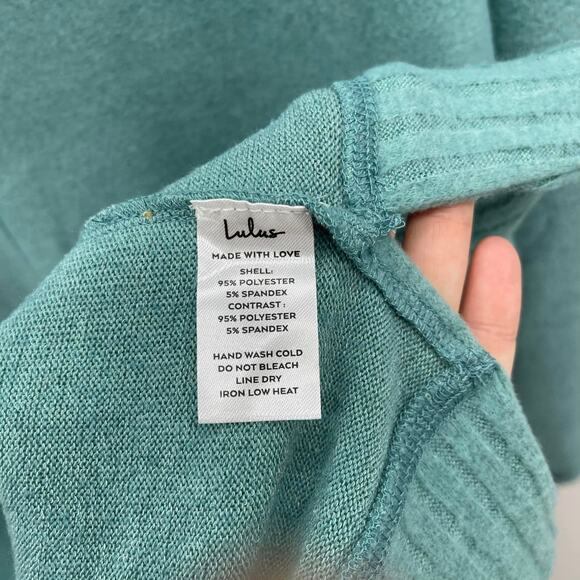 Lulus
MADE WITH LOVE
SHELL:
95% POLYESTER
5% SPANDEX
CONTRAST :
95% POLYESTER
5% SPANDEX
HAND WASH COLD
DO NOT BLEACH
LINE DRY
IRON LOW HEAT